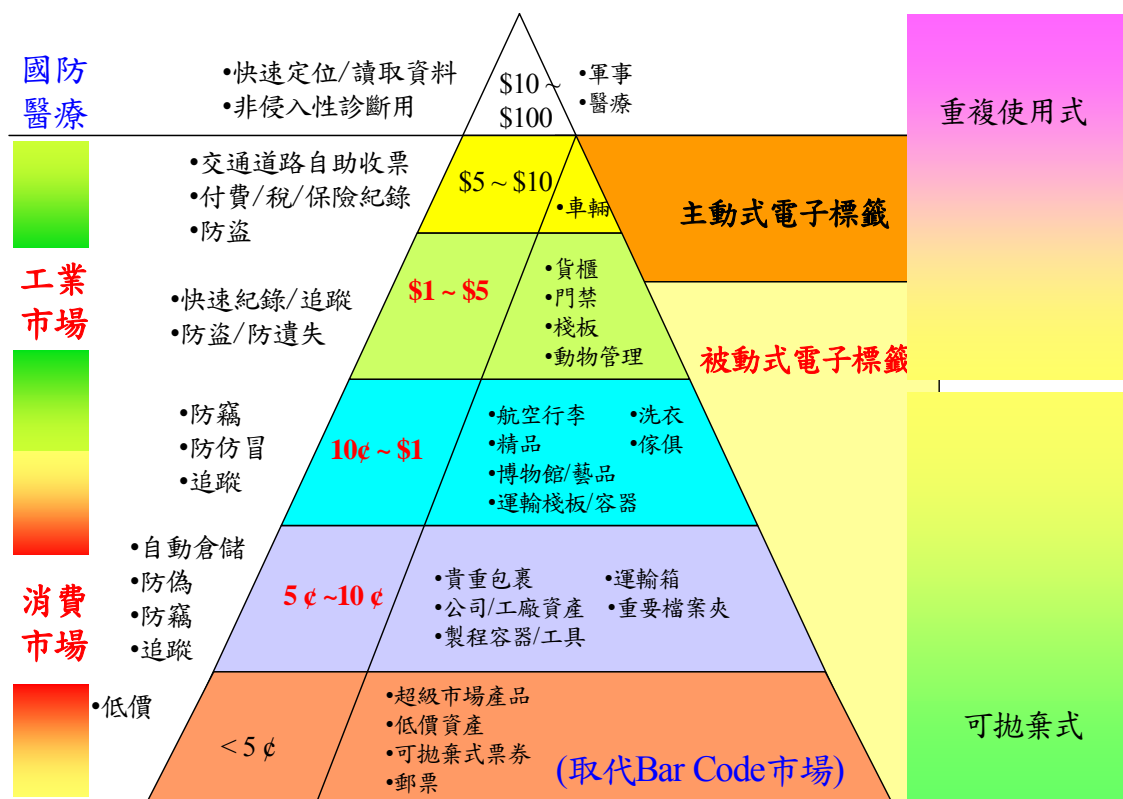 國防
醫療
•快速定位/讀取資料
•非侵入性診斷用
$10 ~
$100
•軍事
•醫療
重複使用式
•交通道路自助收票
•付費/稅/保險紀錄
•防盜
$5 ~ $10
•車輛
主動式電子標籤
工業
市場
•快速紀錄/追蹤
•防盜/防遺失
$1 ~ $5
•貨櫃
•門禁
•棧板
•動物管理
被動式電子標籤
•防竊
•防仿冒
•追蹤
10¢ ~ $1
•航空行李
•精品
•博物館/藝品
•運輸棧板/容器
•洗衣
•傢俱
消費
市場
•自動倉儲
•防偽
•防竊
•追蹤
5 ¢ ~10 ¢
•貴重包裹
•公司/工廠資產
•製程容器/工具
•運輸箱
•重要檔案夾
•低價
< 5 ¢
•超級市場產品
•低價資產
•可拋棄式票券
•郵票
(取代Bar Code市場)
可拋棄式